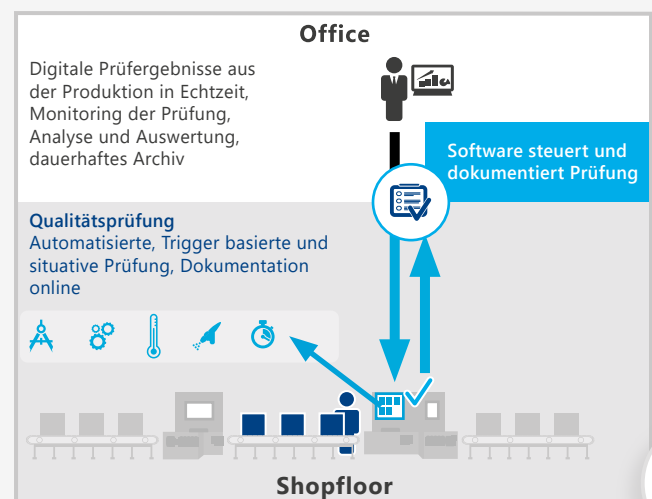 Office
Digitale Prüfergebnisse aus
der Produktion in Echtzeit,
Monitoring der Prüfung,
Analyse und Auswertung,
dauerhaftes Archiv
Software steuert und
dokumentiert Prüfung
Qualitätsprüfung
Automatisierte, Trigger basierte und
situative Prüfung, Dokumentation
online
Shopfloor